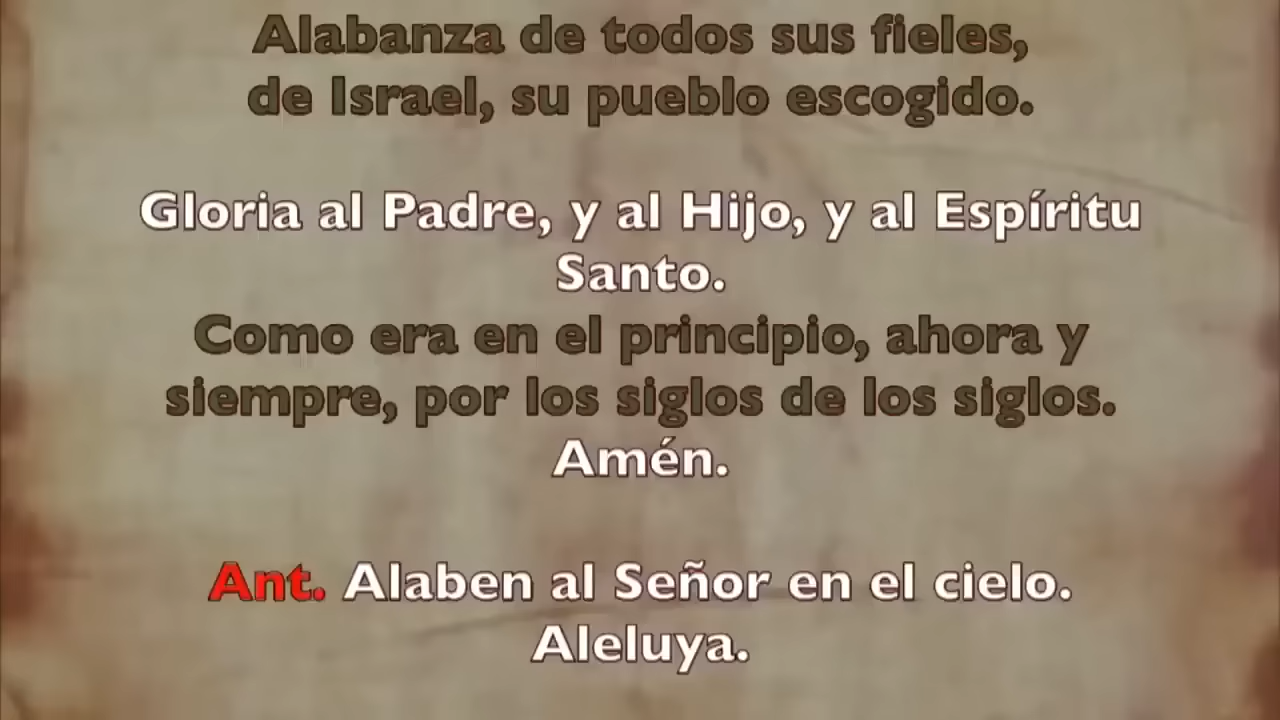 Alabanza de todos sus fieles,
de Israel, su pueblo escogido.
Gloria al Padre, y al Hijo, y al Espíritu
Santo.
Como era en el principio, ahora y
siempre, por los siglos de los siglos.
Amén.
Ant. Alaben al Señor en el cielo.
Aleluya.